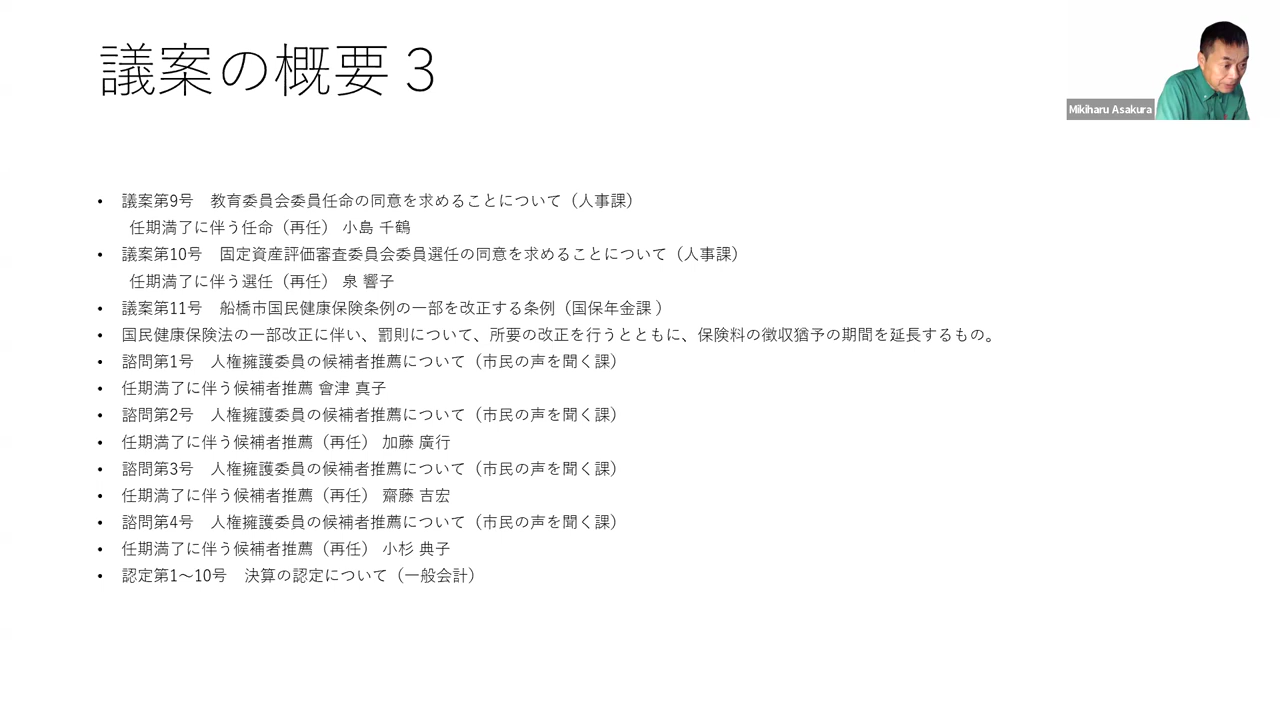 議案の概要３
Mikiharu Asakura
• 議案第9号　教育委員会委員任命の同意を求めることについて（人事課）
任期満了に伴う任命（再任） 小島 千鶴
• 議案第10号　固定資産評価審査委員会委員選任の同意を求めることについて（人事課）
任期満了に伴う選任（再任） 泉 響子
• 議案第11号　船橋市国民健康保険条例の一部を改正する条例（国保年金課 ）
• 国民健康保険法の一部改正に伴い、罰則について、所要の改正を行うとともに、保険料の徴収猶予の期間を延長するもの。
• 諮問第1号　人権擁護委員の候補者推薦について（市民の声を聞く課）
• 任期満了に伴う候補者推薦 會津 真子
• 諮問第2号　人権擁護委員の候補者推薦について（市民の声を聞く課）
• 任期満了に伴う候補者推薦（再任） 加藤 廣行
• 諮問第3号　人権擁護委員の候補者推薦について（市民の声を聞く課）
• 任期満了に伴う候補者推薦（再任） 齋藤 吉宏
• 諮問第4号　人権擁護委員の候補者推薦について（市民の声を聞く課）
• 任期満了に伴う候補者推薦（再任） 小杉 典子
• 認定第1～10号　決算の認定について（一般会計）